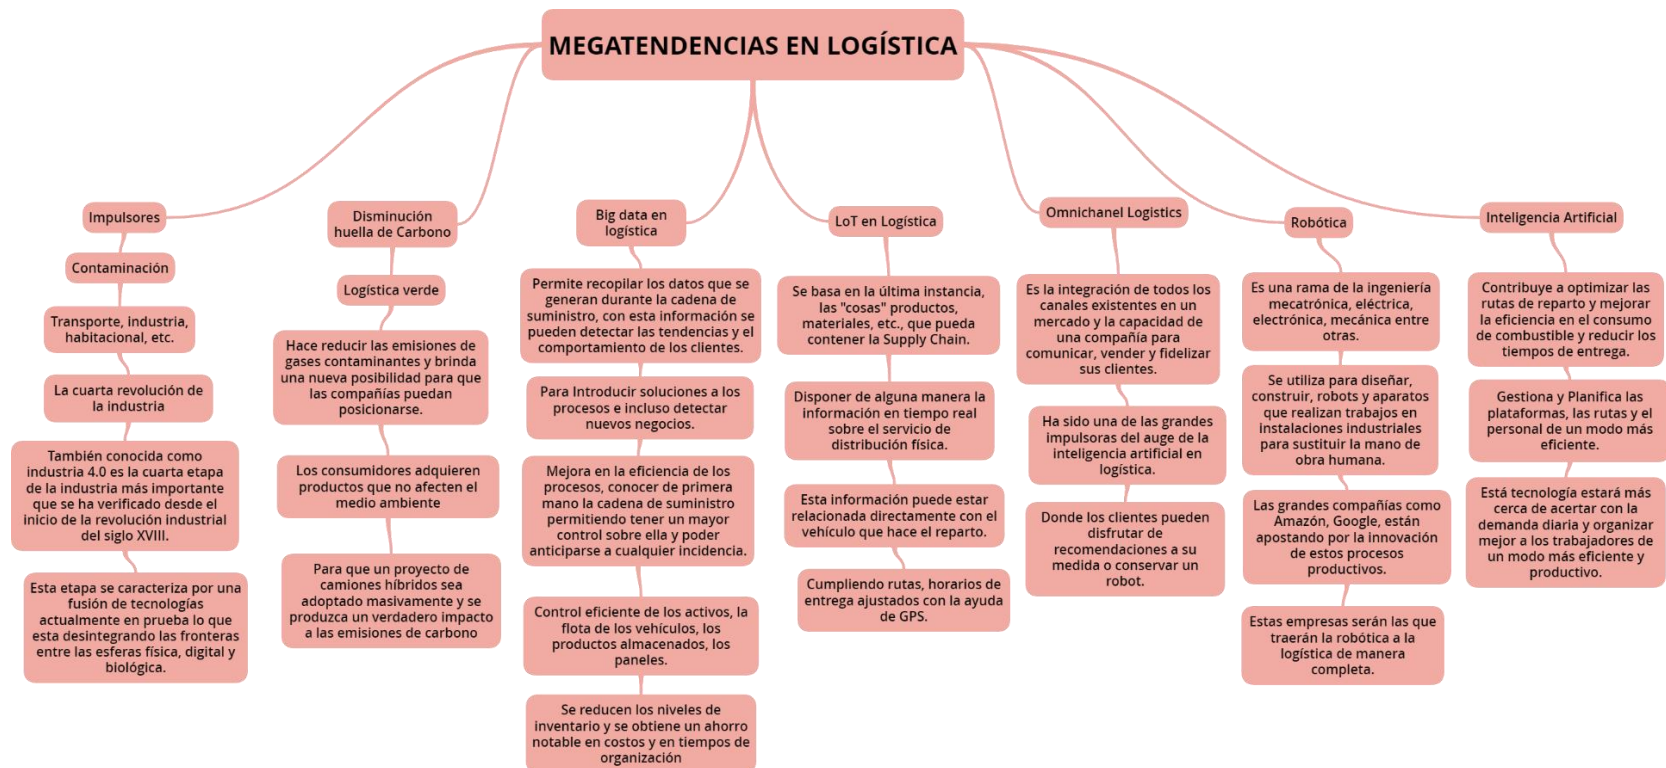 MEGATENDENCIAS EN LOGÍSTICA
Impulsores
Contaminación
Transporte, industria,
habitacional, etc.
La cuarta revolución de
la industria
También conocida como
industria 4.0 es la cuarta etapa
de la industria más importante
que se ha verificado desde el
inicio de la revolución industrial
del siglo XVIII.
Esta etapa se caracteriza por una
fusión de tecnologías
actualmente en prueba lo que
esta desintegrando las fronteras
entre las esferas física, digital y
biológica.
Disminución
huella de Carbono
Logística verde
Hace reducir las emisiones de
gases contaminantes y brinda
una nueva posibilidad para que
las compañías puedan
posicionarse.
Los consumidores adquieren
productos que no afecten el
medio ambiente
Para que un proyecto de
camiones híbridos sea
adoptado masivamente y se
produzca un verdadero impacto
a las emisiones de carbono
Big data en
logística
Permite recopilar los datos que se
generan durante la cadena de
suministro, con esta información se
pueden detectar las tendencias y el
comportamiento de los clientes.
Para Introducir soluciones a los
procesos e incluso detectar
nuevos negocios.
Mejora en la eficiencia de los
procesos, conocer de primera
mano la cadena de suministro
permitiendo tener un mayor
control sobre ella y poder
anticiparse a cualquier incidencia.
Control eficiente de los activos, la
flota de los vehículos, los
productos almacenados, los
paneles.
Se reducen los niveles de
inventario y se obtiene un ahorro
notable en costos y en tiempos de
organización
LoT en Logística
Se basa en la última instancia,
las "cosas" productos,
materiales, etc., que pueda
contener la Supply Chain.
Disponer de alguna manera la
información en tiempo real
sobre el servicio de
distribución física.
Esta información puede estar
relacionada directamente con el
vehículo que hace el reparto.
Cumpliendo rutas, horarios de
entrega ajustados con la ayuda
de GPS.
Omnichanel Logistics
Es la integración de todos los
canales existentes en un
mercado y la capacidad de
una compañía para
comunicar, vender y fidelizar
sus clientes.
Ha sido una de las grandes
impulsoras del auge de la
inteligencia artificial en
logística.
Donde los clientes pueden
disfrutar de
recomendaciones a su
medida o conservar un
robot.
Robótica
Es una rama de la ingeniería
mecatrónica, eléctrica,
electrónica, mecánica entre
otras.
Se utiliza para diseñar,
construir, robots y aparatos
que realizan trabajos en
instalaciones industriales
para sustituir la mano de
obra humana.
Las grandes compañías como
Amazón, Google, están
apostando por la innovación
de estos procesos
productivos.
Estas empresas serán las que
traerán la robótica a la
logística de manera
completa.
Inteligencia Artificial
Contribuye a optimizar las
rutas de reparto y mejorar
la eficiencia en el consumo
de combustible y reducir los
tiempos de entrega.
Gestiona y Planifica las
plataformas, las rutas y el
personal de un modo más
eficiente.
Está tecnología estará más
cerca de acertar con la
demanda diaria y organizar
mejor a los trabajadores de
un modo más eficiente y
productivo.